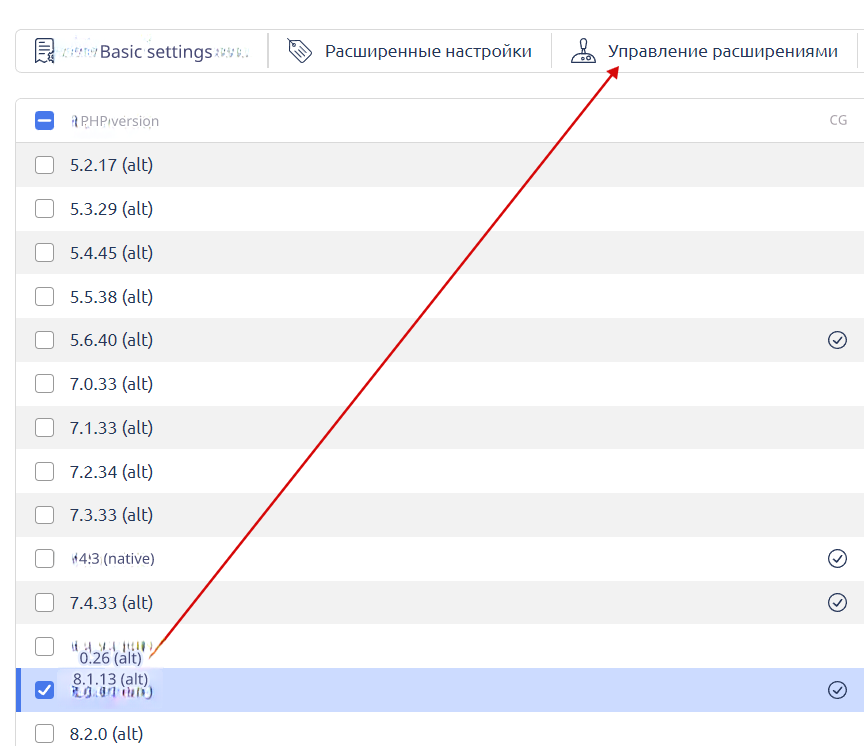 Basic settings Расширенные настройки Управление расширениями
version CG
5.2.17 (alt)
5.3.29 (alt)
5.4.45 (alt)
5.5.38 (alt)
5.6.40 (alt)
7.0.33 (alt)
7.1.33 (alt)
7.2.34 (alt)
7.3.33 (alt)
(native)
7.4.33 (alt)
0.26 (alt)
8.1.13 (alt)
8.2.0 (alt)